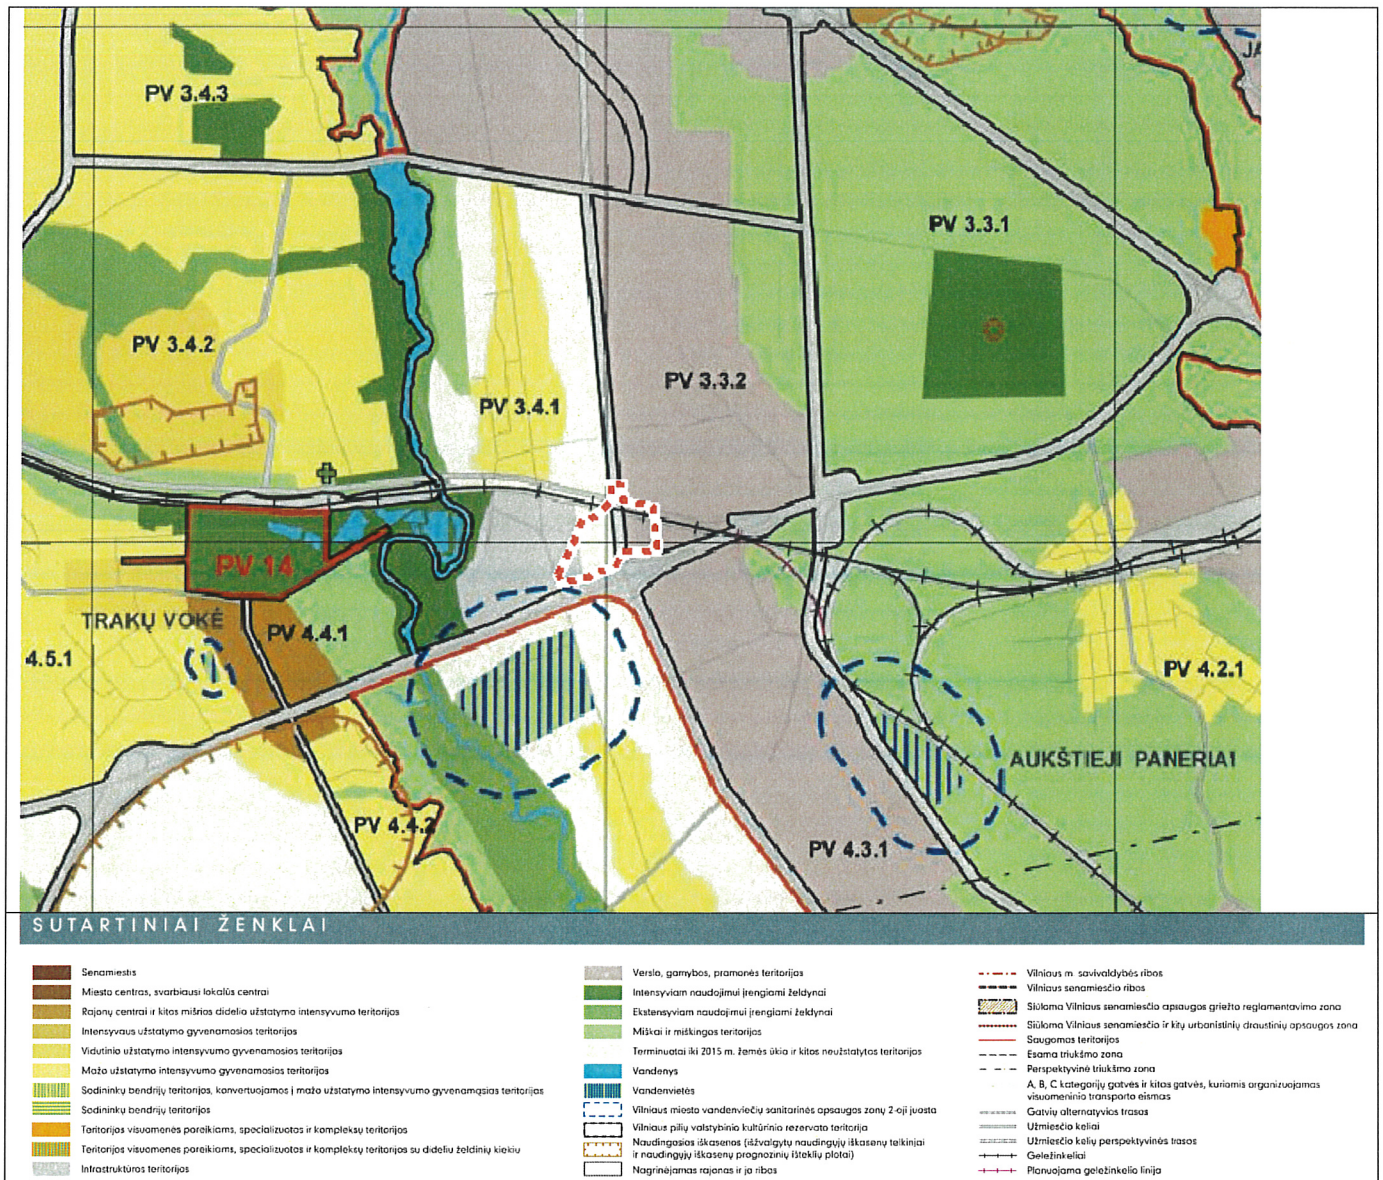 JA
PV 3.4.3
PV 3.3.1
PV 3.4.2
PV 3.3.2
PV 3.4.1
PV 14
TRAKŲ VOKĖ
PV 4.4.1
4.5.1
PV 4.2.1
AUKŠTIEJI PANERIAI
PV 4.4.2
PV 4.3.1
SUTARTINIAI ŽENKLAI
Senamiestis
Miesto centras, svarbiausi lokalūs centrai
Rajonų centrai ir kitos mišrios didelio užstatymo intensyvumo teritorijos
Intensyvaus užstatymo gyvenamosios teritorijos
Vidutinio užstatymo intensyvumo gyvenamosios teritorijos
Mažo užstatymo intensyvumo gyvenamosios teritorijos
Sodininkų bendrijų teritorijos, konvertuojamos į mažo užstatymo intensyvumo gyvenamąsias teritorijas
Sodininkų bendrijų teritorijos
Teritorijos visuomenės poreikiams, specializuotos ir kompleksų teritorijos
Teritorijos visuomenės poreikiams, specializuotos ir kompleksų teritorijos su dideliu želdinių kiekiu
Infrastruktūros teritorijos
Verslo, gamybos, pramonės teritorijos
Intensyviam naudojimui įrengiami želdynai
Ekstensyviam naudojimui įrengiami želdynai
Miškai ir miškingos teritorijos
Terminuotai iki 2015 m. žemės ūkio ir kitos neužstatytos teritorijos
Vandenys
Vandenvietės
Vilniaus miesto vandenviečių sanitarinės apsaugos zonų 2-oji juosta
Vilniaus pilių valstybinio kultūrinio rezervato teritorija
Naudingosios iškasenos (išžvalgytų naudingųjų iškasenų telkiniai
ir naudingųjų iškasenų prognozinių išteklių plotai)
Nagrinėjamas rajonas ir jo ribos
Vilniaus m. savivaldybės ribos
Vilniaus senamiesčio ribos
Siūloma Vilniaus senamiesčio apsaugos griežto reglamentavimo zona
Siūloma Vilniaus senamiesčio ir kitų urbanistinių draustinių apsaugos zona
Saugomos teritorijos
Esama triukšmo zona
Perspektyvinė triukšmo zona
A, B, C kategorijų gatvės ir kitos gatvės, kuriomis organizuojamas
visuomeninio transporto eismas
Gatvių alternatyvios trasos
Užmiesčio keliai
Užmiesčio kelių perspektyvinės trasos
Geležinkeliai
Planuojama geležinkelio linija